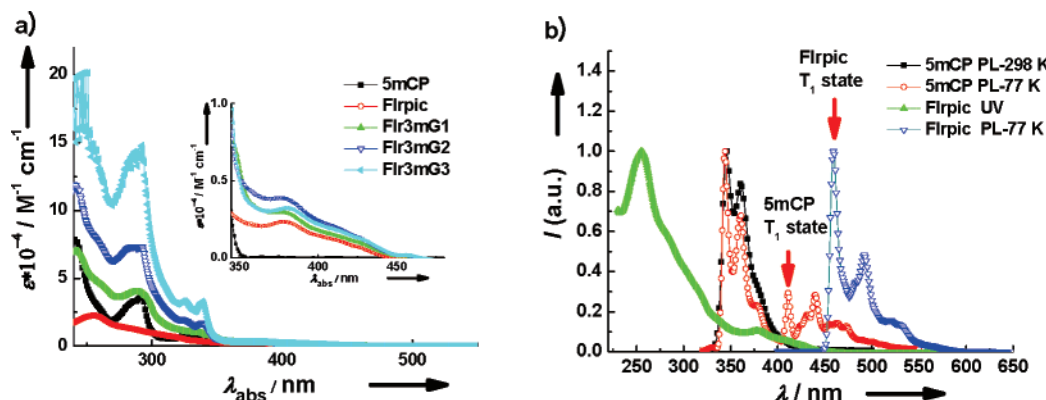 a)
ε*10⁻⁴ / M⁻¹ cm⁻¹
20
15
10
5
0
300
400
500
λabs / nm
5mCP
FIrpic
FIr3mG1
FIr3mG2
FIr3mG3
ε*10⁻⁴ / M⁻¹ cm⁻¹
1.0
0.5
0.0
345
400
450
λabs / nm
b)
I (a.u.)
1.4
1.2
1.0
0.8
0.6
0.4
0.2
0.0
250
300
350
400
450
500
550
600
650
λ / nm
FIrpic
T₁ state
5mCP
T₁ state
5mCP PL-298 K
5mCP PL-77 K
FIrpic UV
FIrpic PL-77 K